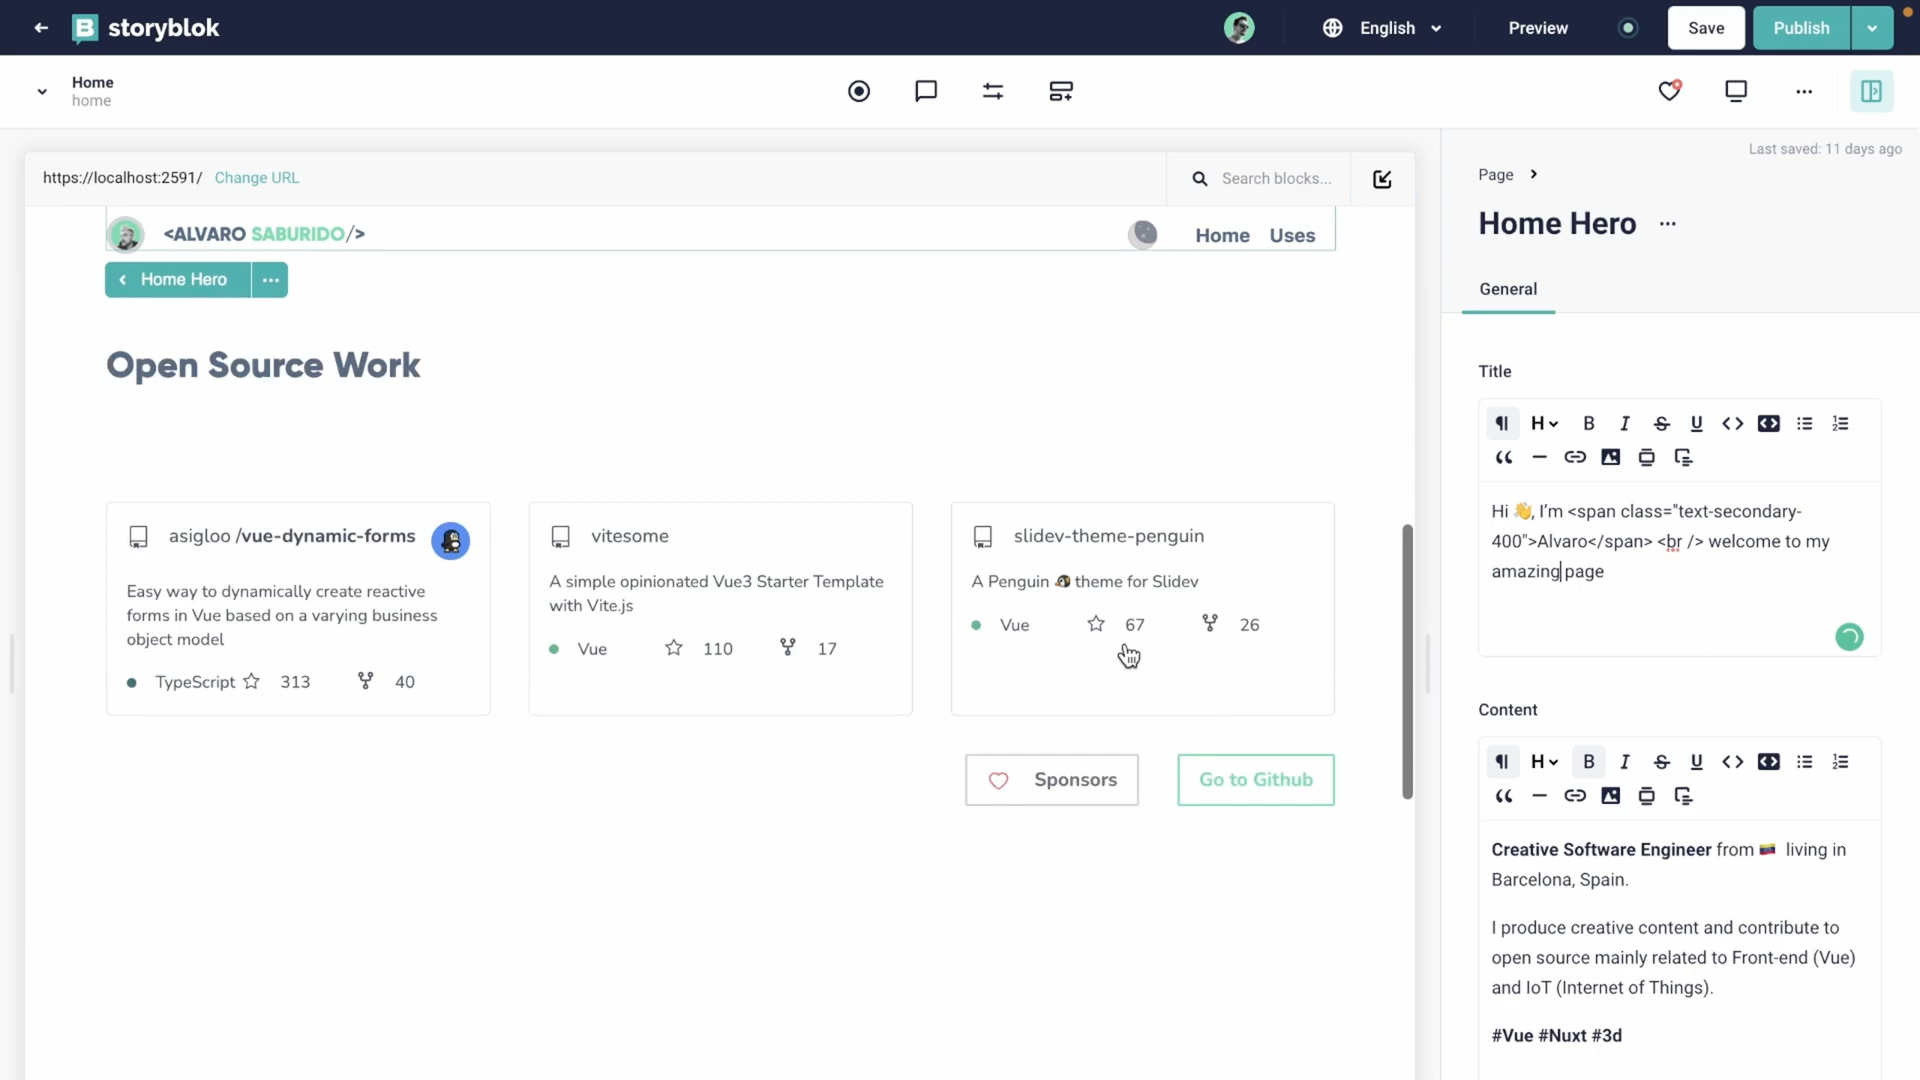 storyblok
English
Preview
Save
Publish
Home
home
Last saved: 11 days ago
https://localhost:2591/ Change URL
Search blocks...
Page
Home Hero
<ALVARO SABURIDO/>
Home Uses
Home Hero
General
Open Source Work
Title
H B I S U
Hi 👋, I'm <span class="text-secondary-
400">Alvaro</span> <br /> welcome to my
amazing page
asigloo /vue-dynamic-forms
Easy way to dynamically create reactive
forms in Vue based on a varying business
object model
TypeScript 313 40
vitesome
A simple opinionated Vue3 Starter Template
with Vite.js
Vue 110 17
slidev-theme-penguin
A Penguin 🐧 theme for Slidev
Vue 67 26
Sponsors
Go to Github
Content
H B I S U
Creative Software Engineer from 🇻🇪 living in
Barcelona, Spain.
I produce creative content and contribute to
open source mainly related to Front-end (Vue)
and IoT (Internet of Things).
#Vue #Nuxt #3d